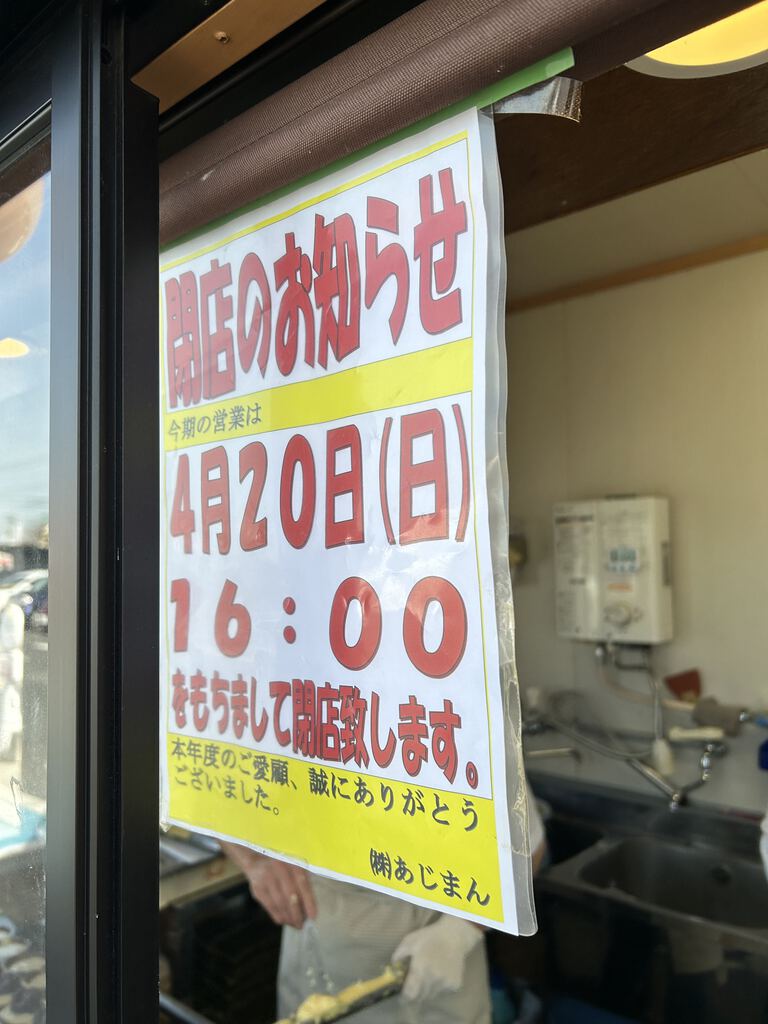 閉店のお知らせ
今期の営業は
4月20日(日)
16:00
をもちまして閉店致します。
本年度のご愛顧、誠にありがとう
ございました。
㈱あじまん